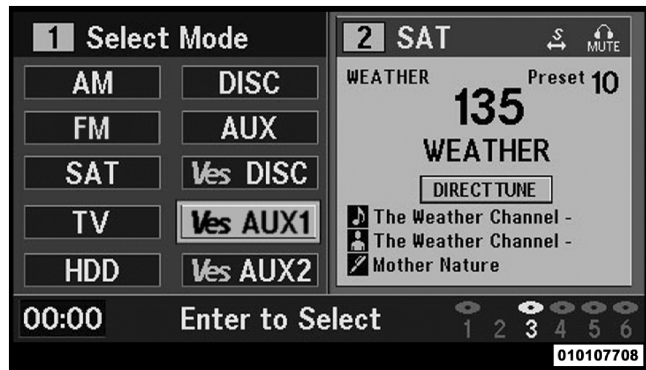 1 Select Mode
AM
DISC
FM
AUX
SAT
Ves DISC
TV
Ves AUX1
HDD
Ves AUX2
2 SAT
S
MUTE
WEATHER
Preset 10
135
WEATHER
DIRECT TUNE
The Weather Channel -
The Weather Channel -
Mother Nature
00:00
Enter to Select
1 2 3 4 5 6
010107708